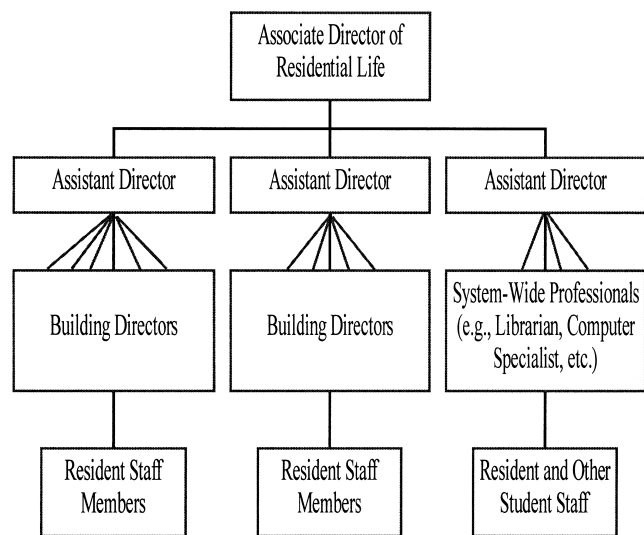 Associate Director of
Residential Life
Assistant Director
Assistant Director
Assistant Director
Building Directors
Building Directors
System-Wide Professionals
(e.g., Librarian, Computer
Specialist, etc.)
Resident Staff
Members
Resident Staff
Members
Resident and Other
Student Staff